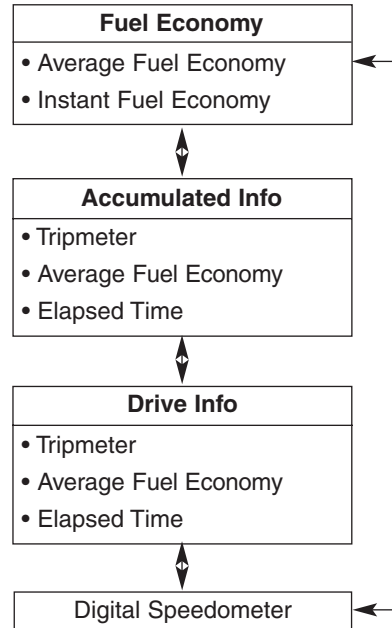 Fuel Economy
• Average Fuel Economy
• Instant Fuel Economy
Accumulated Info
• Tripmeter
• Average Fuel Economy
• Elapsed Time
Drive Info
• Tripmeter
• Average Fuel Economy
• Elapsed Time
Digital Speedometer